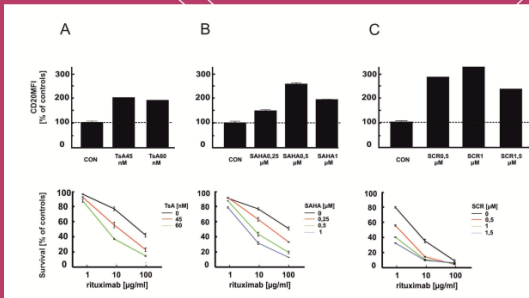 A
B
C
CD20MFI
[% of controls]
300
200
100
0
CON
TsA45
nM
TsA60
nM
300
200
100
0
CON
SAHA0,25
µM
SAHA0,5
µM
SAHA1
µM
300
200
100
0
CON
SCR0,5
µM
SCR1
µM
SCR1,5
µM
Survival [% of controls]
100
80
60
40
20
0
TsA [nM]
0
45
60
1
10
100
rituximab [µg/ml]
100
80
60
40
20
0
SAHA [µM]
0
0,25
0,5
1
1
10
100
rituximab [µg/ml]
100
80
60
40
20
0
SCR [µM]
0
0,5
1
1,5
1
10
100
rituximab [µg/ml]